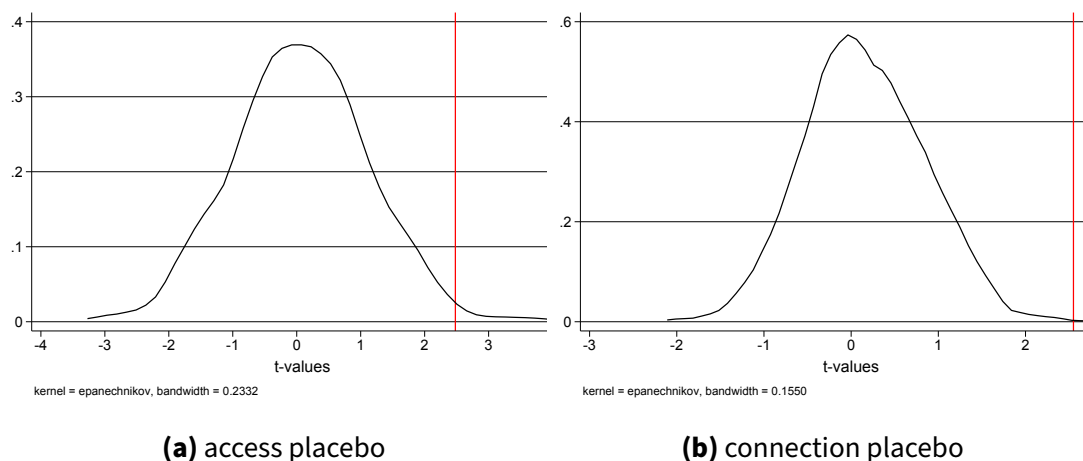 .4
.3
.2
.1
0
-4 -3 -2 -1 0 1 2 3
t-values
kernel = epanechnikov, bandwidth = 0.2332
(a) access placebo
.6
.4
.2
0
-3 -2 -1 0 1 2
t-values
kernel = epanechnikov, bandwidth = 0.1550
(b) connection placebo